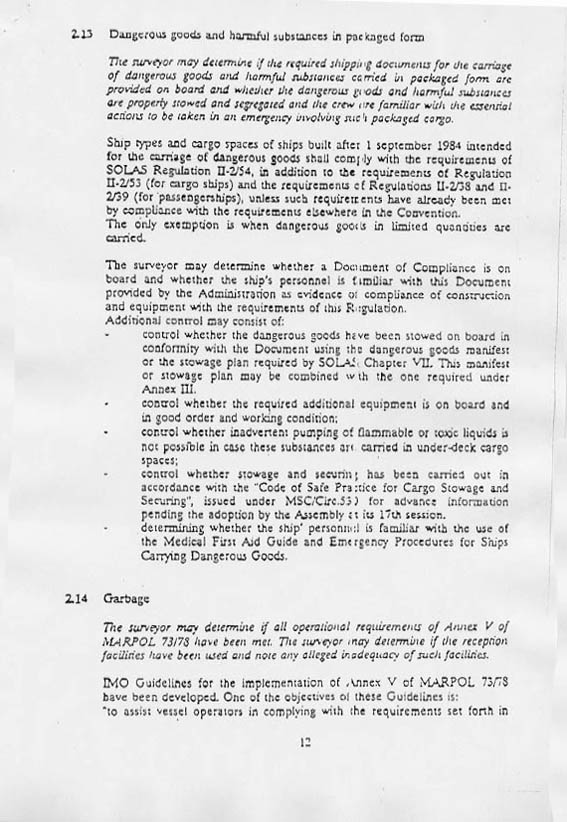 2.13 Dangerous goods and harmful substances in packaged form
The surveyor may determine if the required shipping documents for the carriage
of dangerous goods and harmful substances carried in packaged form are
provided on board and whether the dangerous goods and harmful substances
are properly stowed and segregated and the crew are familiar with the essential
actions to be taken in an emergency involving such packaged cargo.
Ship types and cargo spaces of ships built after 1 september 1984 intended
for the carriage of dangerous goods shall comply with the requirements of
SOLAS Regulation II-2/54, in addition to the requirements of Regulation
II-2/53 (for cargo ships) and the requirements of Regulations II-2/38 and II-
2/39 (for passengerships), unless such requirements have already been met
by compliance with the requirements elsewhere in the Convention.
The only exemption is when dangerous goods in limited quantities are
carried.
The surveyor may determine whether a Document of Compliance is on
board and whether the ship's personnel is familiar with this Document
provided by the Administration as evidence of compliance of construction
and equipment with the requirements of this Regulation.
Additional control may consist of:
- control whether the dangerous goods have been stowed on board in
conformity with the Document using the dangerous goods manifest
or the stowage plan required by SOLAS Chapter VII. This manifest
or stowage plan may be combined with the one required under
Annex III.
- control whether the required additional equipment is on board and
in good order and working condition;
- control whether inadvertent pumping of flammable or toxic liquids is
not possible in case these substances are carried in under-deck cargo
spaces;
- control whether stowage and securing has been carried out in
accordance with the "Code of Safe Practice for Cargo Stowage and
Securing", issued under MSC/Circ.53) for advance information
pending the adoption by the Assembly at its 17th session.
- determining whether the ship' personnel is familiar with the use of
the Medical First Aid Guide and Emergency Procedures for Ships
Carrying Dangerous Goods.
2.14 Garbage
The surveyor may determine if all operational requirements of Annex V of
MARPOL 73/78 have been met. The surveyor may determine if the reception
facilities have been used and note any alleged inadequacy of such facilities.
IMO Guidelines for the implementation of Annex V of MARPOL 73/78
have been developed. One of the objectives of these Guidelines is:
"to assist vessel operators in complying with the requirements set forth in
12